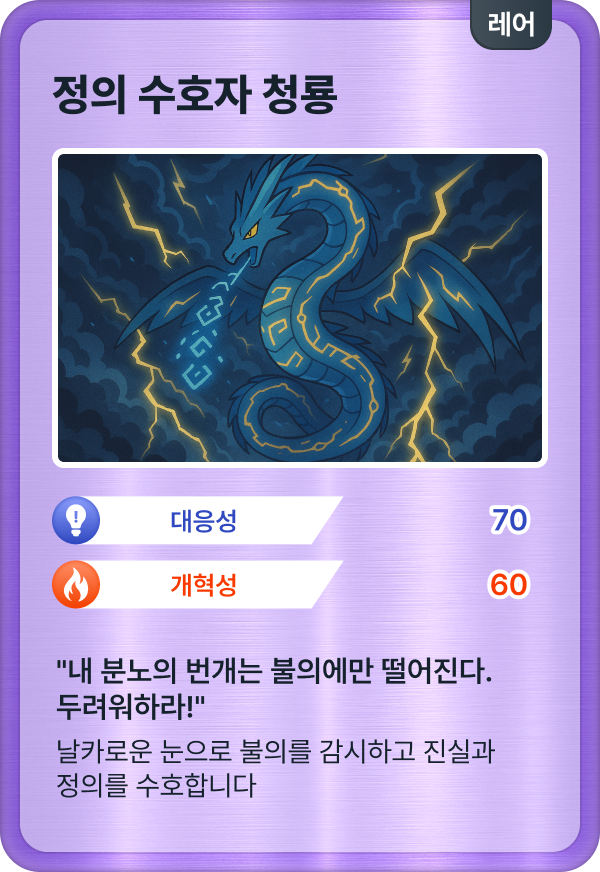 레어
정의 수호자 청룡
대응성 70
개혁성 60
"내 분노의 번개는 불의에만 떨어진다.
두려워하라!"
날카로운 눈으로 불의를 감시하고 진실과
정의를 수호합니다